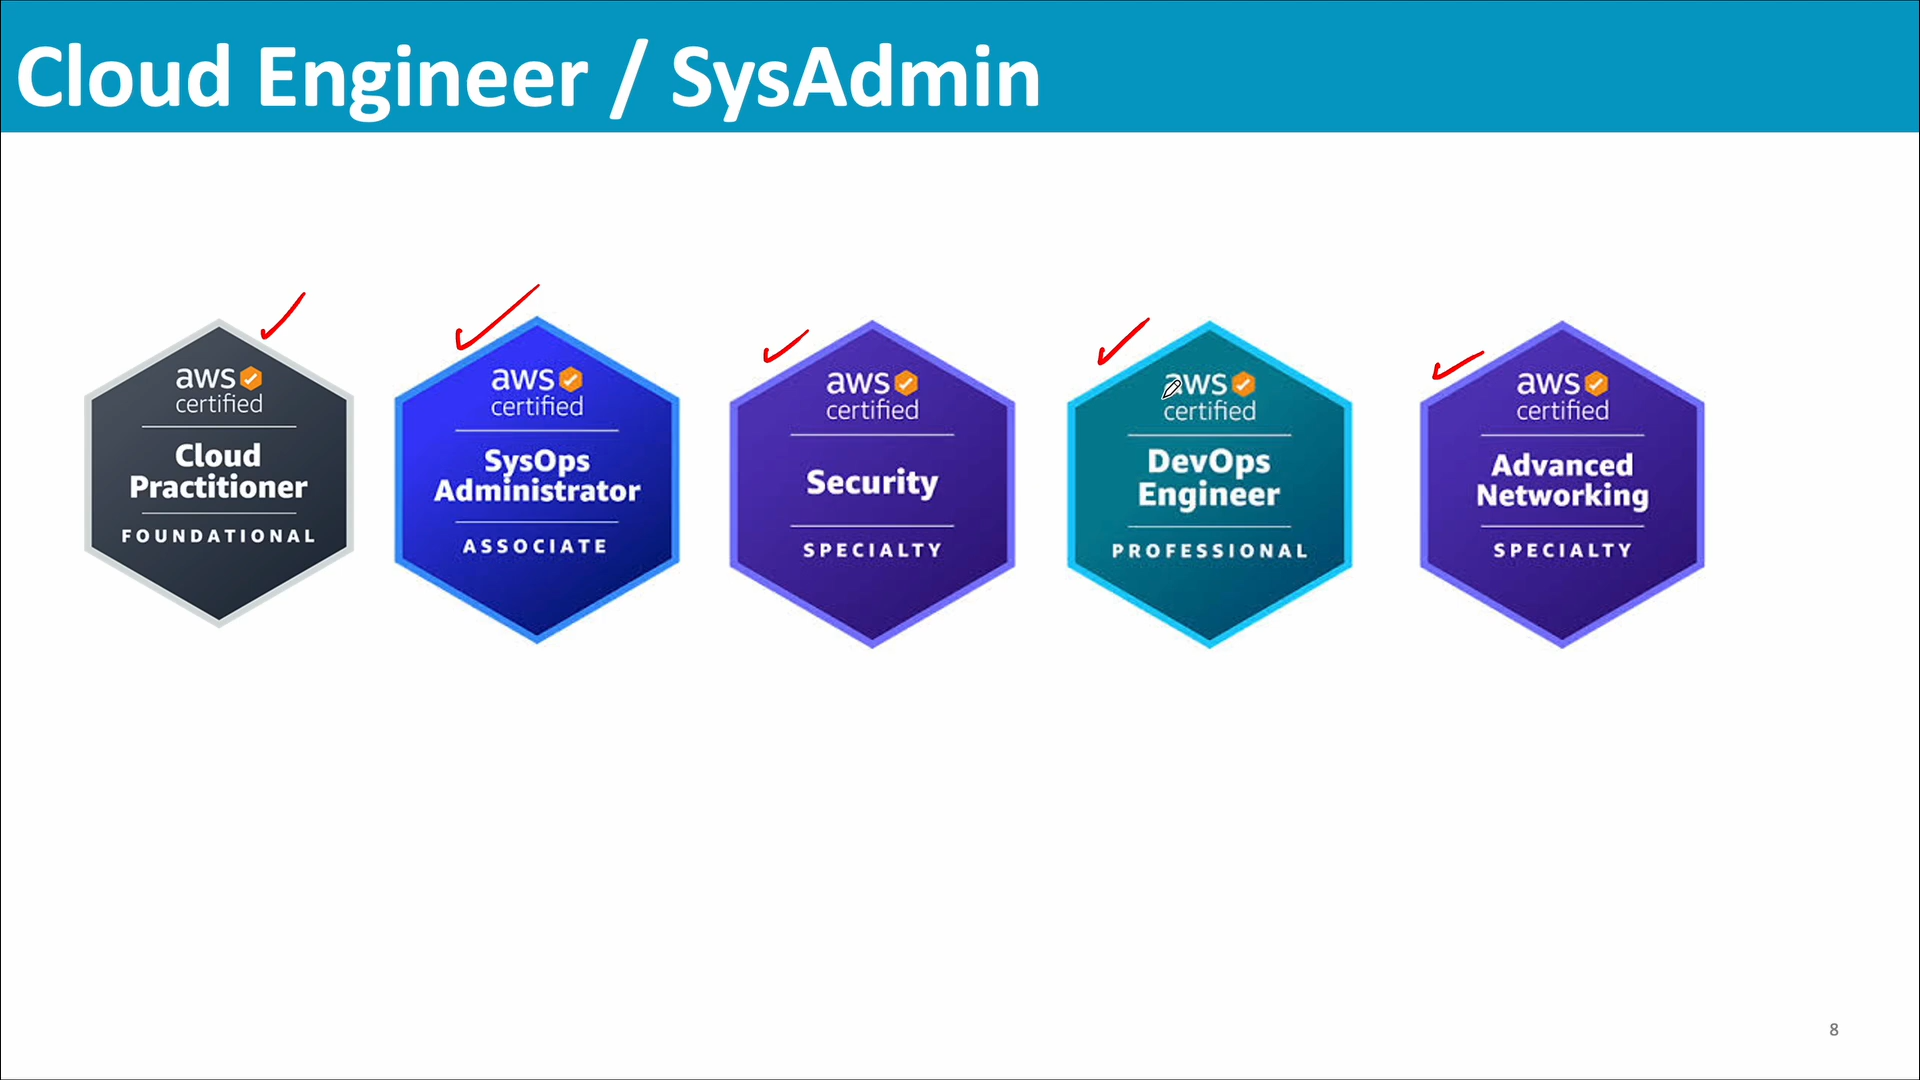 Cloud Engineer / SysAdmin
aws
certified
Cloud
Practitioner
FOUNDATIONAL
aws
certified
SysOps
Administrator
ASSOCIATE
aws
certified
Security
SPECIALTY
aws
certified
DevOps
Engineer
PROFESSIONAL
aws
certified
Advanced
Networking
SPECIALTY
8